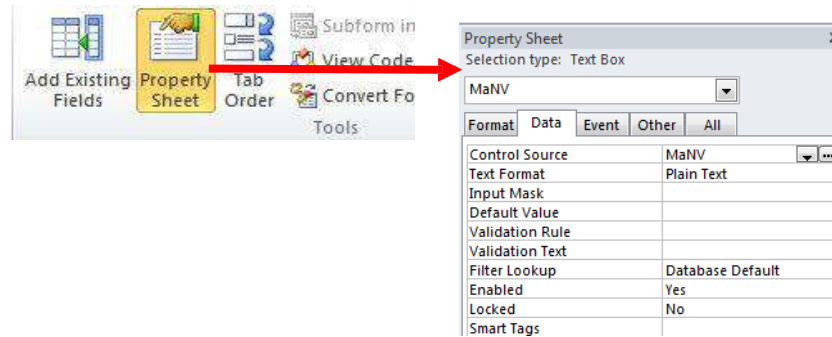 Add Existing
Fields
Property
Sheet
Tab
Order
Subform in
View Code
Convert Fo
Tools
Property Sheet
Selection type: Text Box
MaNV
Format Data Event Other All
Control Source MaNV
Text Format Plain Text
Input Mask
Default Value
Validation Rule
Validation Text
Filter Lookup Database Default
Enabled Yes
Locked No
Smart Tags